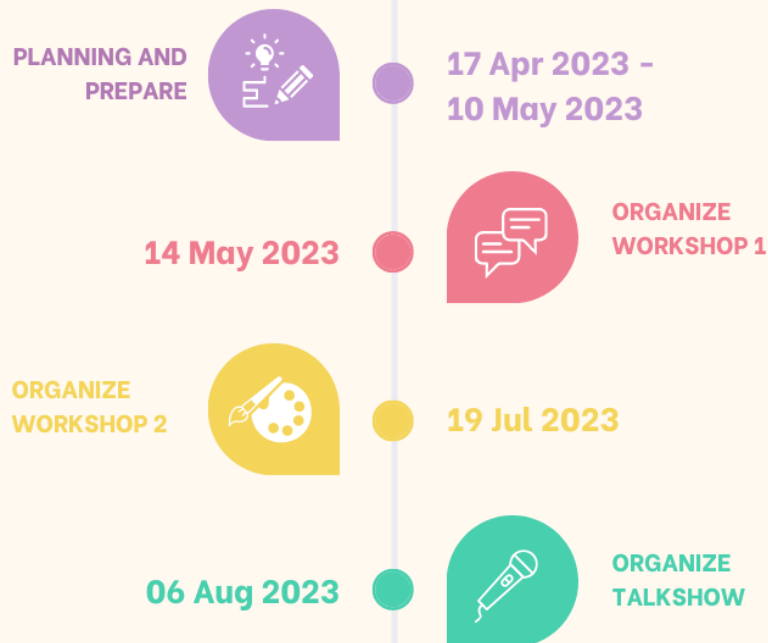 PLANNING AND
PREPARE
17 Apr 2023 -
10 May 2023
14 May 2023
ORGANIZE
WORKSHOP 1
ORGANIZE
WORKSHOP 2
19 Jul 2023
06 Aug 2023
ORGANIZE
TALKSHOW